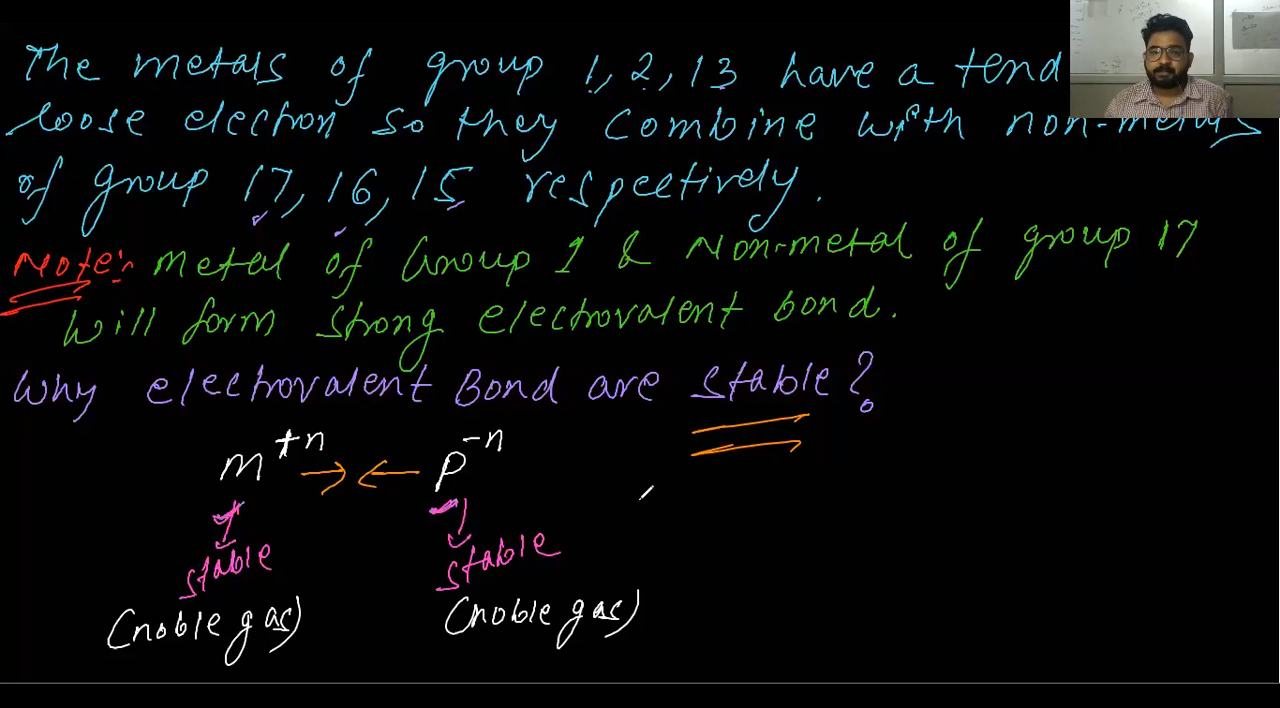 The metals of group 1, 2, 13 have a tend
loose electron so they combine with non-metals
of group 17, 16, 15 respectively.
Note:- metal of Group 1 & Non-metal of group 17
will form strong electrovalent bond.
Why electrovalent Bond are stable?
m+n → ← p-n
stable stable
(noble gas) (noble gas)